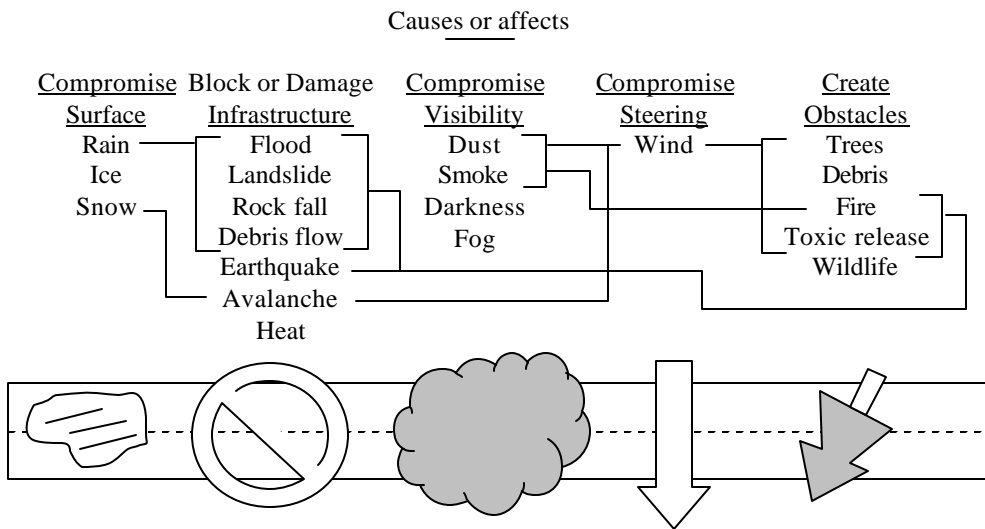 Causes or affects
Compromise
Surface
Rain
Ice
Snow
Block or Damage
Infrastructure
Flood
Landslide
Rock fall
Debris flow
Earthquake
Avalanche
Heat
Compromise
Visibility
Dust
Smoke
Darkness
Fog
Compromise
Steering
Wind
Create
Obstacles
Trees
Debris
Fire
Toxic release
Wildlife